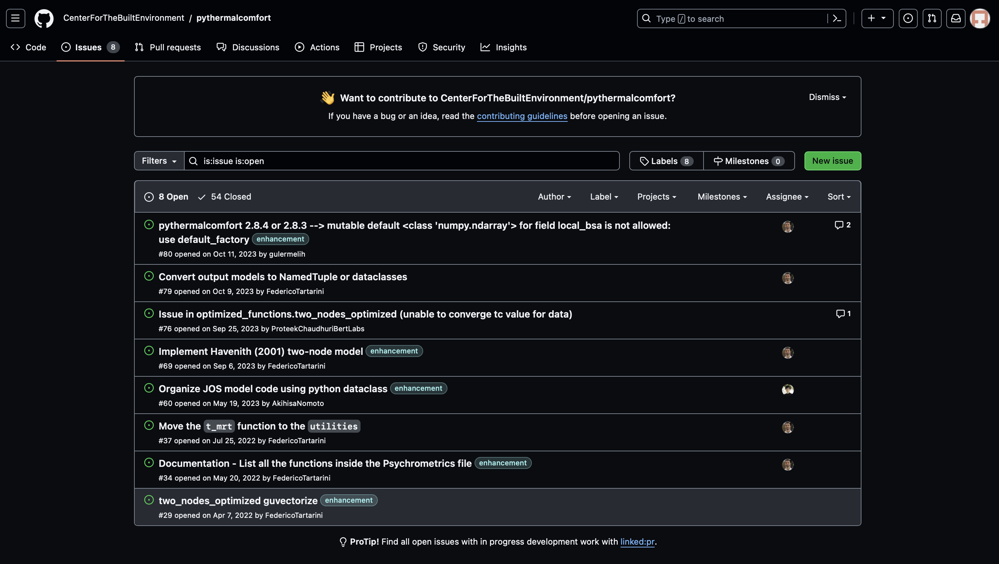 CenterForTheBuiltEnvironment / pythermalcomfort
Type / to search
Code
Issues 8
Pull requests
Discussions
Actions
Projects
Security
Insights
Want to contribute to CenterForTheBuiltEnvironment/pythermalcomfort?
Dismiss
If you have a bug or an idea, read the contributing guidelines before opening an issue.
Filters
is:issue is:open
Labels 8
Milestones 0
New issue
8 Open
54 Closed
Author
Label
Projects
Milestones
Assignee
Sort
pythermalcomfort 2.8.4 or 2.8.3 --> mutable default <class 'numpy.ndarray'> for field local_bsa is not allowed:
use default_factory enhancement
2
#80 opened on Oct 11, 2023 by gulermelih
Convert output models to NamedTuple or dataclasses
#79 opened on Oct 9, 2023 by FedericoTartarini
Issue in optimized_functions.two_nodes_optimized (unable to converge tc value for data)
1
#76 opened on Sep 25, 2023 by ProteekChaudhuriBertLabs
Implement Havenith (2001) two-node model enhancement
#69 opened on Sep 6, 2023 by FedericoTartarini
Organize JOS model code using python dataclass enhancement
#60 opened on May 19, 2023 by AkihisaNomoto
Move the t_mrt function to the utilities
#37 opened on Jul 25, 2022 by FedericoTartarini
Documentation - List all the functions inside the Psychrometrics file enhancement
#34 opened on May 20, 2022 by FedericoTartarini
two_nodes_optimized guvectorize enhancement
#29 opened on Apr 7, 2022 by FedericoTartarini
ProTip! Find all open issues with in progress development work with linked:pr.